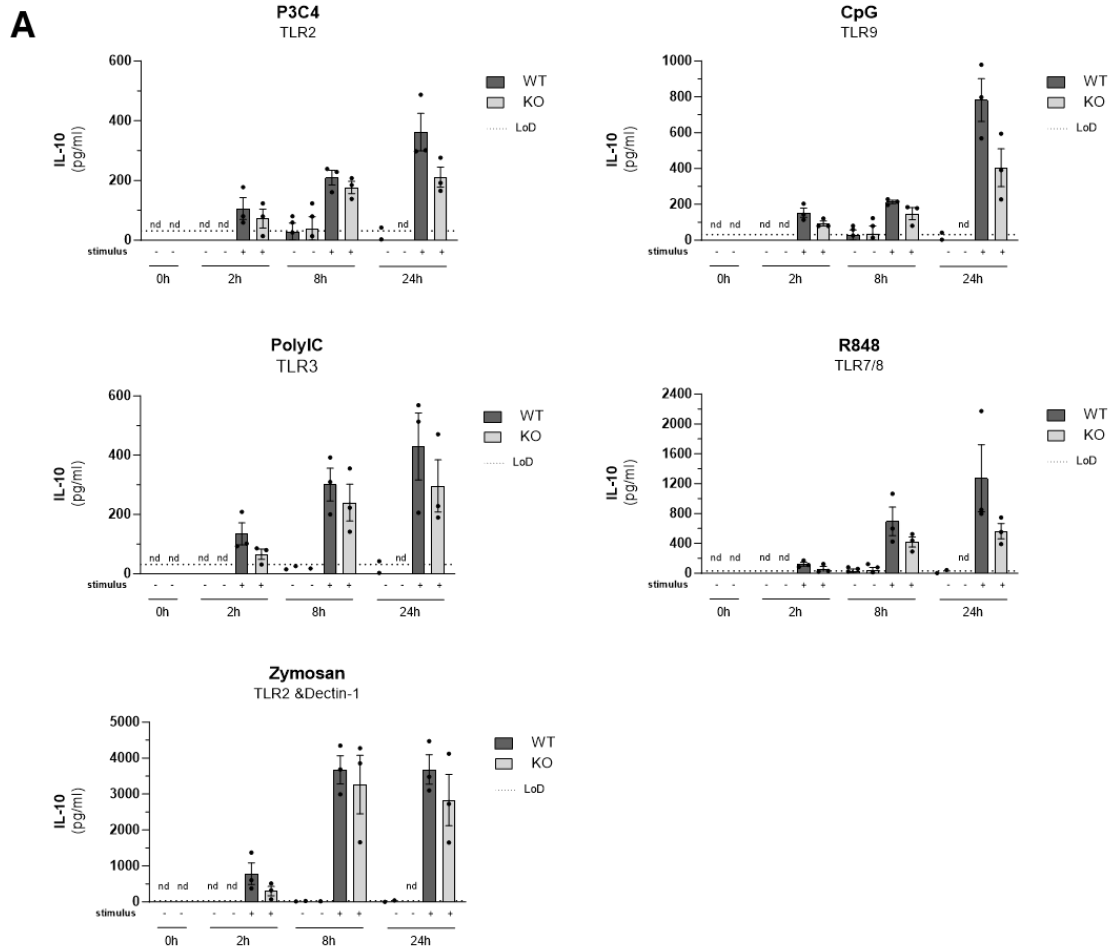 A
P3C4
TLR2
600
400
200
0
IL-10
(pg/ml)
WT
KO
LoD
nd nd nd nd nd
stimulus - - - - + + - - + + - - + +
0h 2h 8h 24h
CpG
TLR9
1000
800
600
400
200
0
IL-10
(pg/ml)
WT
KO
LoD
nd nd nd nd nd
stimulus - - - - + + - - + + - - + +
0h 2h 8h 24h
PolyIC
TLR3
600
400
200
0
IL-10
(pg/ml)
WT
KO
LoD
nd nd nd nd nd
stimulus - - - - + + - - + + - - + +
0h 2h 8h 24h
R848
TLR7/8
2400
2000
1600
1200
800
400
0
IL-10
(pg/ml)
WT
KO
LoD
nd nd nd nd nd
stimulus - - - - + + - - + + - - + +
0h 2h 8h 24h
Zymosan
TLR2 &Dectin-1
5000
4000
3000
2000
1000
0
IL-10
(pg/ml)
WT
KO
LoD
nd nd nd nd nd
stimulus - - - - + + - - + + - - + +
0h 2h 8h 24h